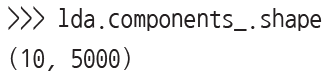 >>> lda.components_.shape
(10, 5000)